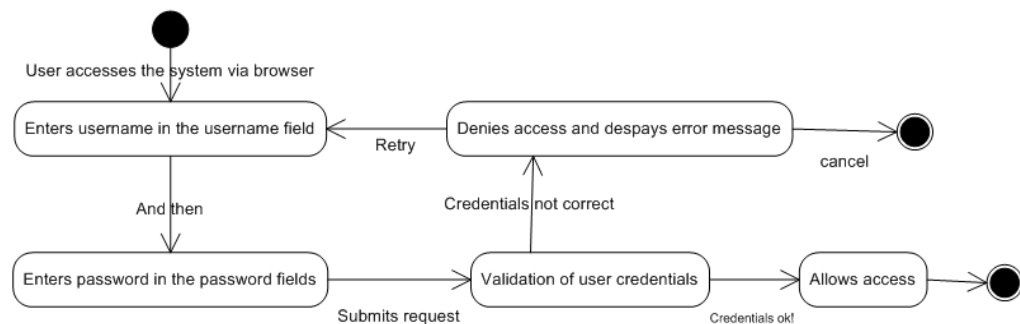 User accesses the system via browser
Enters username in the username field
Denies access and despays error message
Retry
cancel
And then
Credentials not correct
Enters password in the password fields
Validation of user credentials
Allows access
Submits request
Credentials ok!